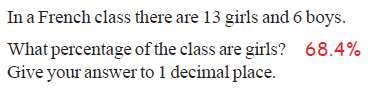 In a French class there are 13 girls and 6 boys.
What percentage of the class are girls? 68.4%
Give your answer to 1 decimal place.